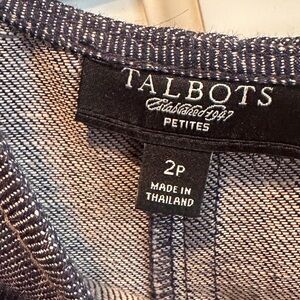 TALBOTS
Established 1947
PETITES
2P
MADE IN
THAILAND